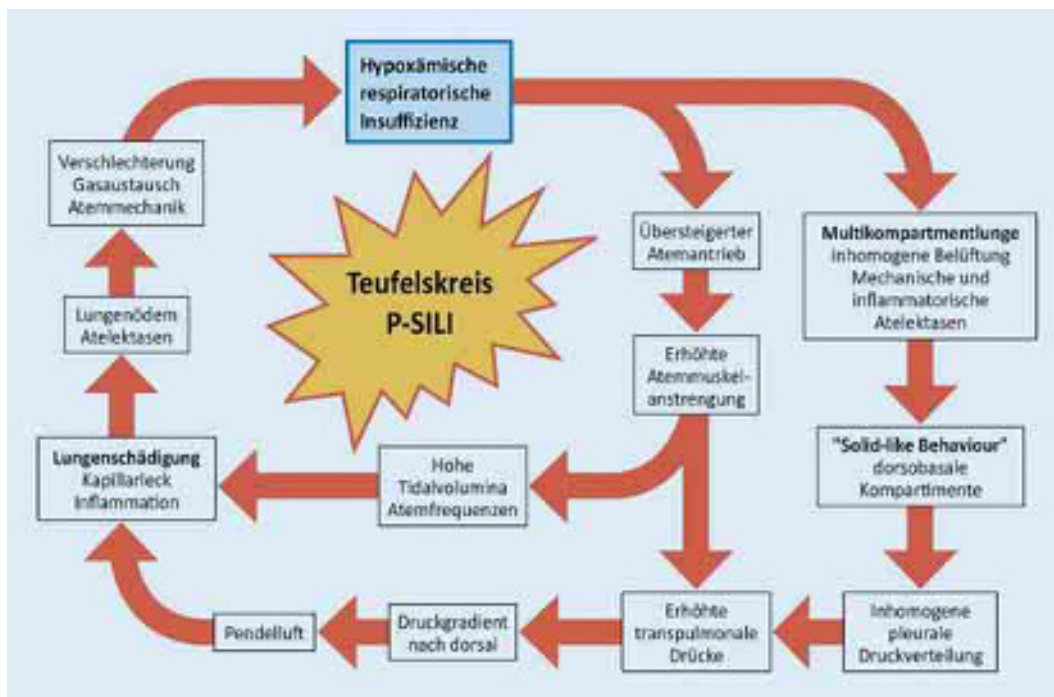 Hypoxämische
respiratorische
Insuffizienz
Verschlechterung
Gasaustausch
Atemmechanik
Übersteigerter
Atemantrieb
Multikompartmentlunge
Inhomogene Belüftung
Mechanische und
inflammatorische
Atelektasen
Teufelskreis
P-SILI
Lungenödem
Atelektasen
Erhöhte
Atemmuskel-
anstrengung
Lungenschädigung
Kapillarleck
Inflammation
Hohe
Tidalvolumina
Atemfrequenzen
"Solid-like Behaviour"
dorsobasale
Kompartimente
Pendelluft
Druckgradient
nach dorsal
Erhöhte
transpulmonale
Drücke
Inhomogene
pleurale
Druckverteilung